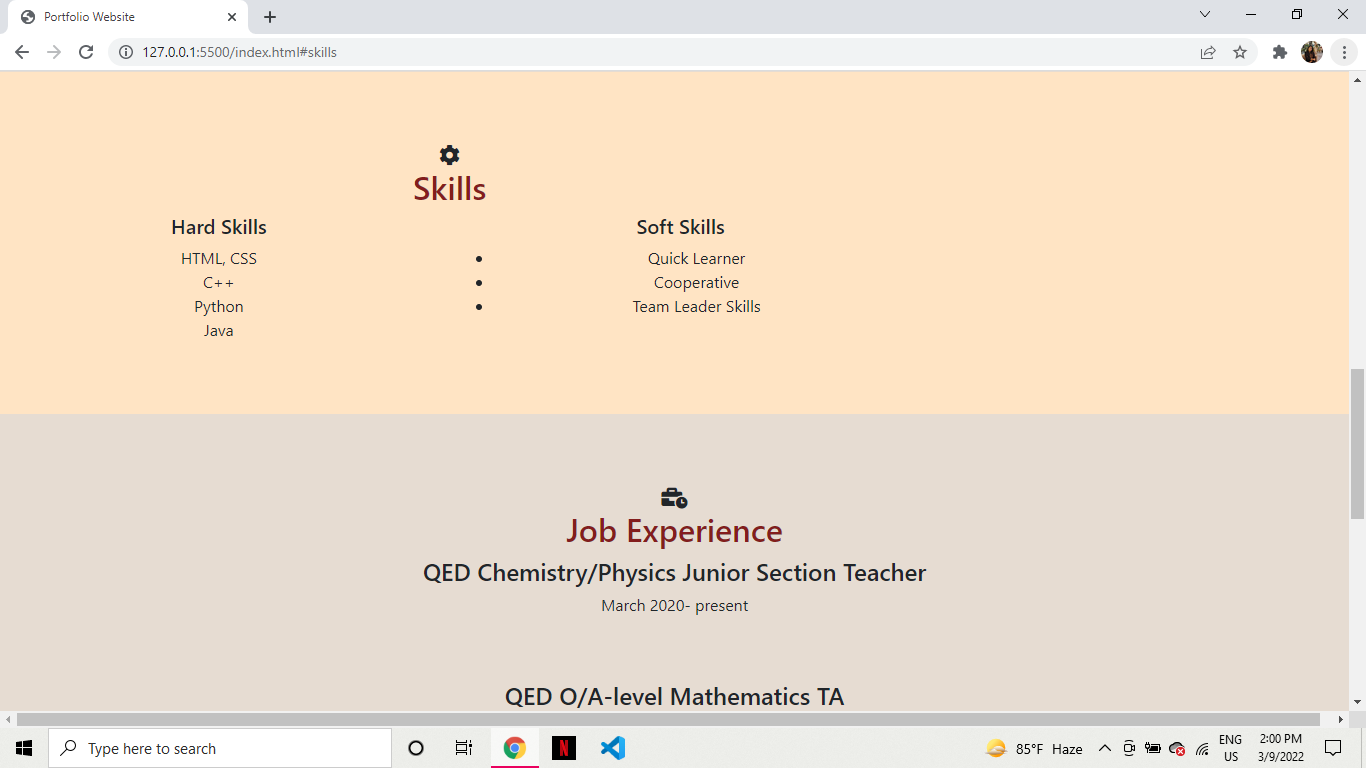 Portfolio Website
127.0.0.1:5500/index.html#skills
Skills
Hard Skills
HTML, CSS
C++
Python
Java
Soft Skills
• Quick Learner
• Cooperative
• Team Leader Skills
Job Experience
QED Chemistry/Physics Junior Section Teacher
March 2020- present
QED O/A-level Mathematics TA
Type here to search
N
85°F Haze
ENG
US
2:00 PM
3/9/2022